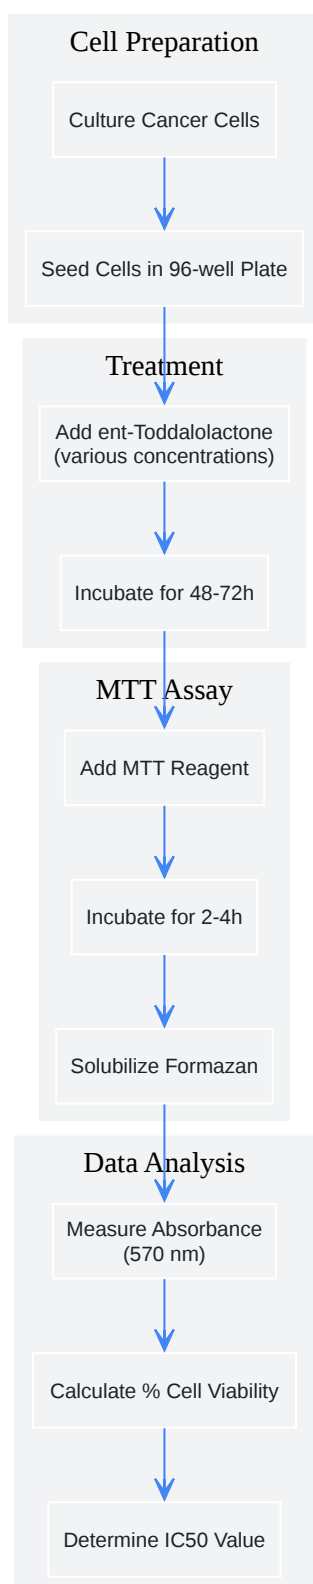 Cell Preparation
Culture Cancer Cells
Seed Cells in 96-well Plate
Treatment
Add ent-Toddalolactone
(various concentrations)
Incubate for 48-72h
MTT Assay
Add MTT Reagent
Incubate for 2-4h
Solubilize Formazan
Data Analysis
Measure Absorbance
(570 nm)
Calculate % Cell Viability
Determine IC50 Value